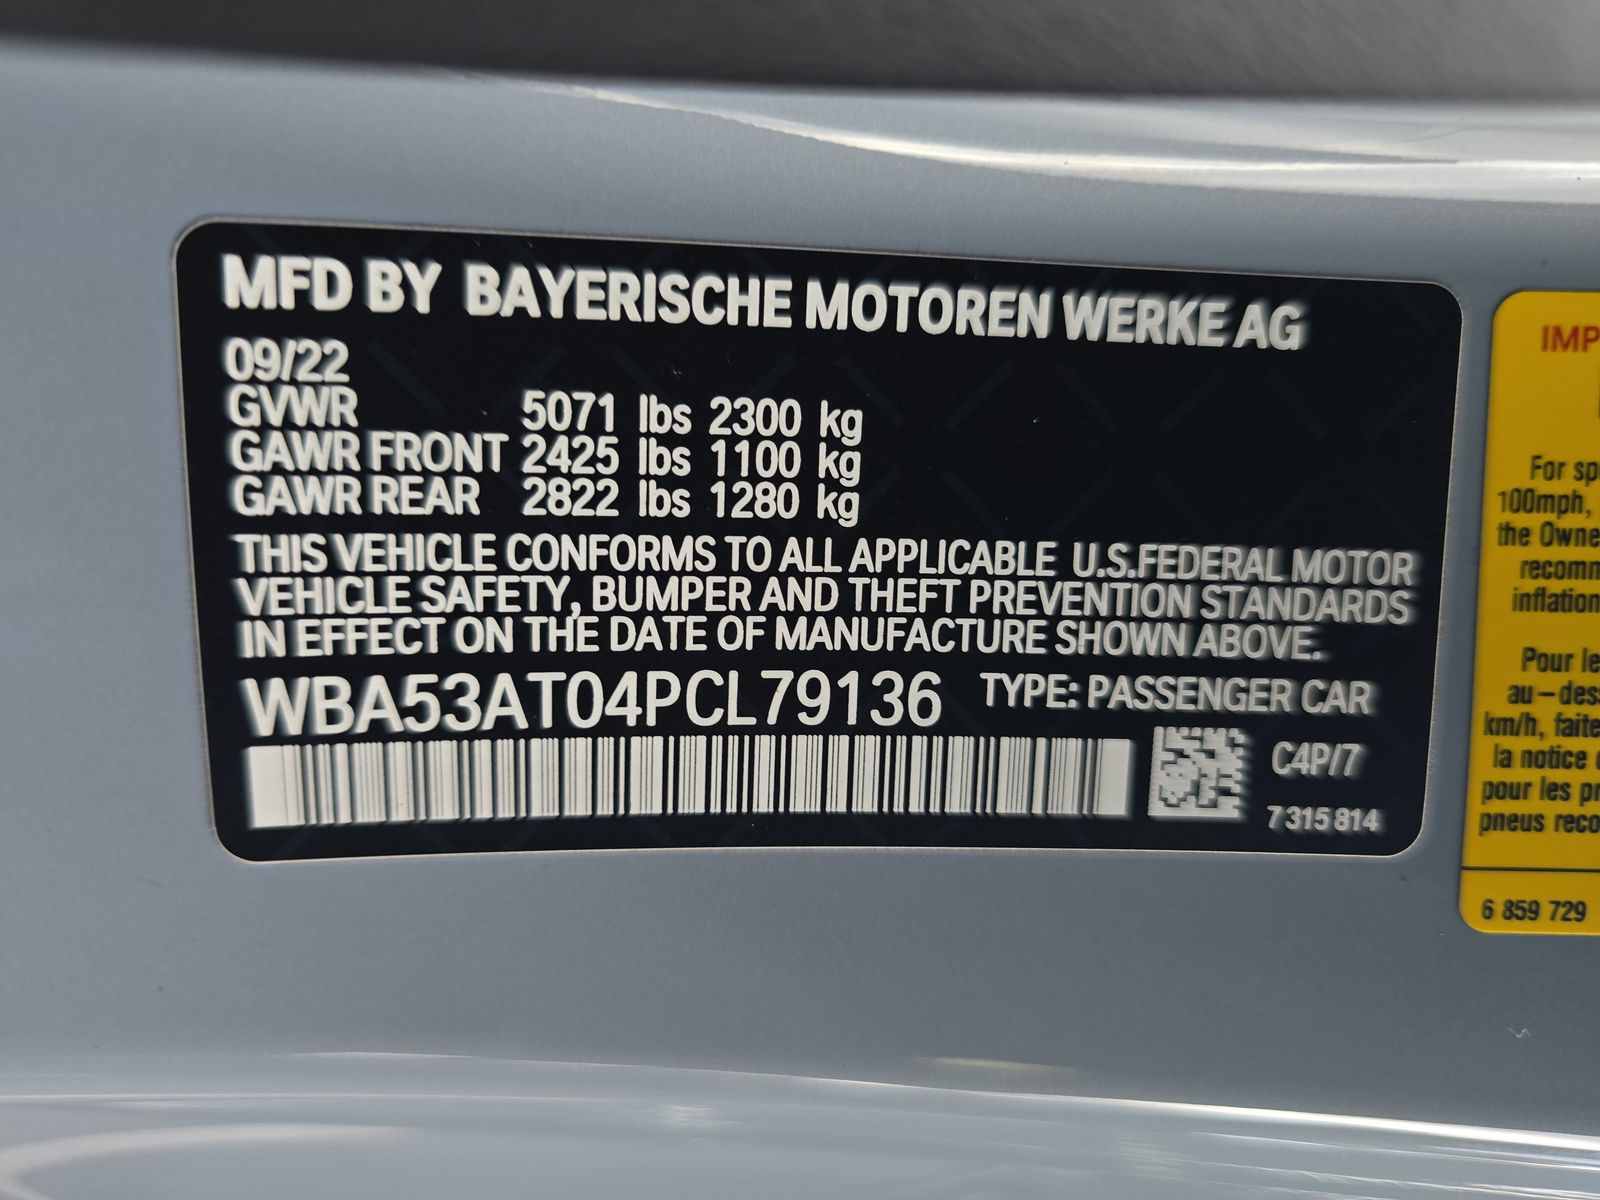 MFD BY BAYERISCHE MOTOREN WERKE AG
09/22
GVWR 5071 lbs 2300 kg
GAWR FRONT 2425 lbs 1100 kg
GAWR REAR 2822 lbs 1280 kg
THIS VEHICLE CONFORMS TO ALL APPLICABLE U.S.FEDERAL MOTOR
VEHICLE SAFETY, BUMPER AND THEFT PREVENTION STANDARDS
IN EFFECT ON THE DATE OF MANUFACTURE SHOWN ABOVE.
WBA53AT04PCL79136 TYPE: PASSENGER CAR
C4P/7
7 315 814
IMP
For sp
100mph,
the Owne
recomm
inflation
Pour le
au-dess
km/h, faite
la notice
pour les pr
pneus reco
6 859 729